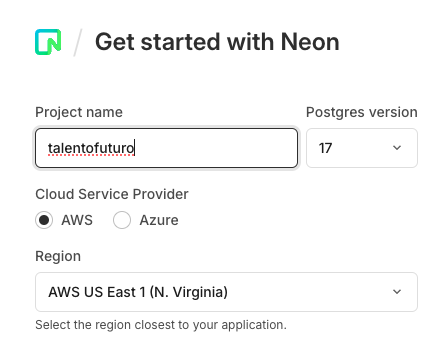 Get started with Neon
Project name
Postgres version
talentofuturo
17
Cloud Service Provider
AWS
Azure
Region
AWS US East 1 (N. Virginia)
Select the region closest to your application.